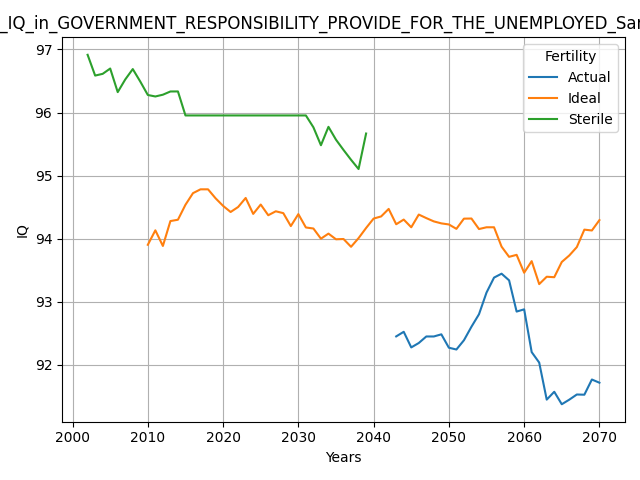 _IQ_in_GOVERNMENT_RESPONSIBILITY_PROVIDE_FOR_THE_UNEMPLOYED_Sar
97
96
95
94
93
92
IQ
Fertility
Actual
Ideal
Sterile
2000 2010 2020 2030 2040 2050 2060 2070
Years